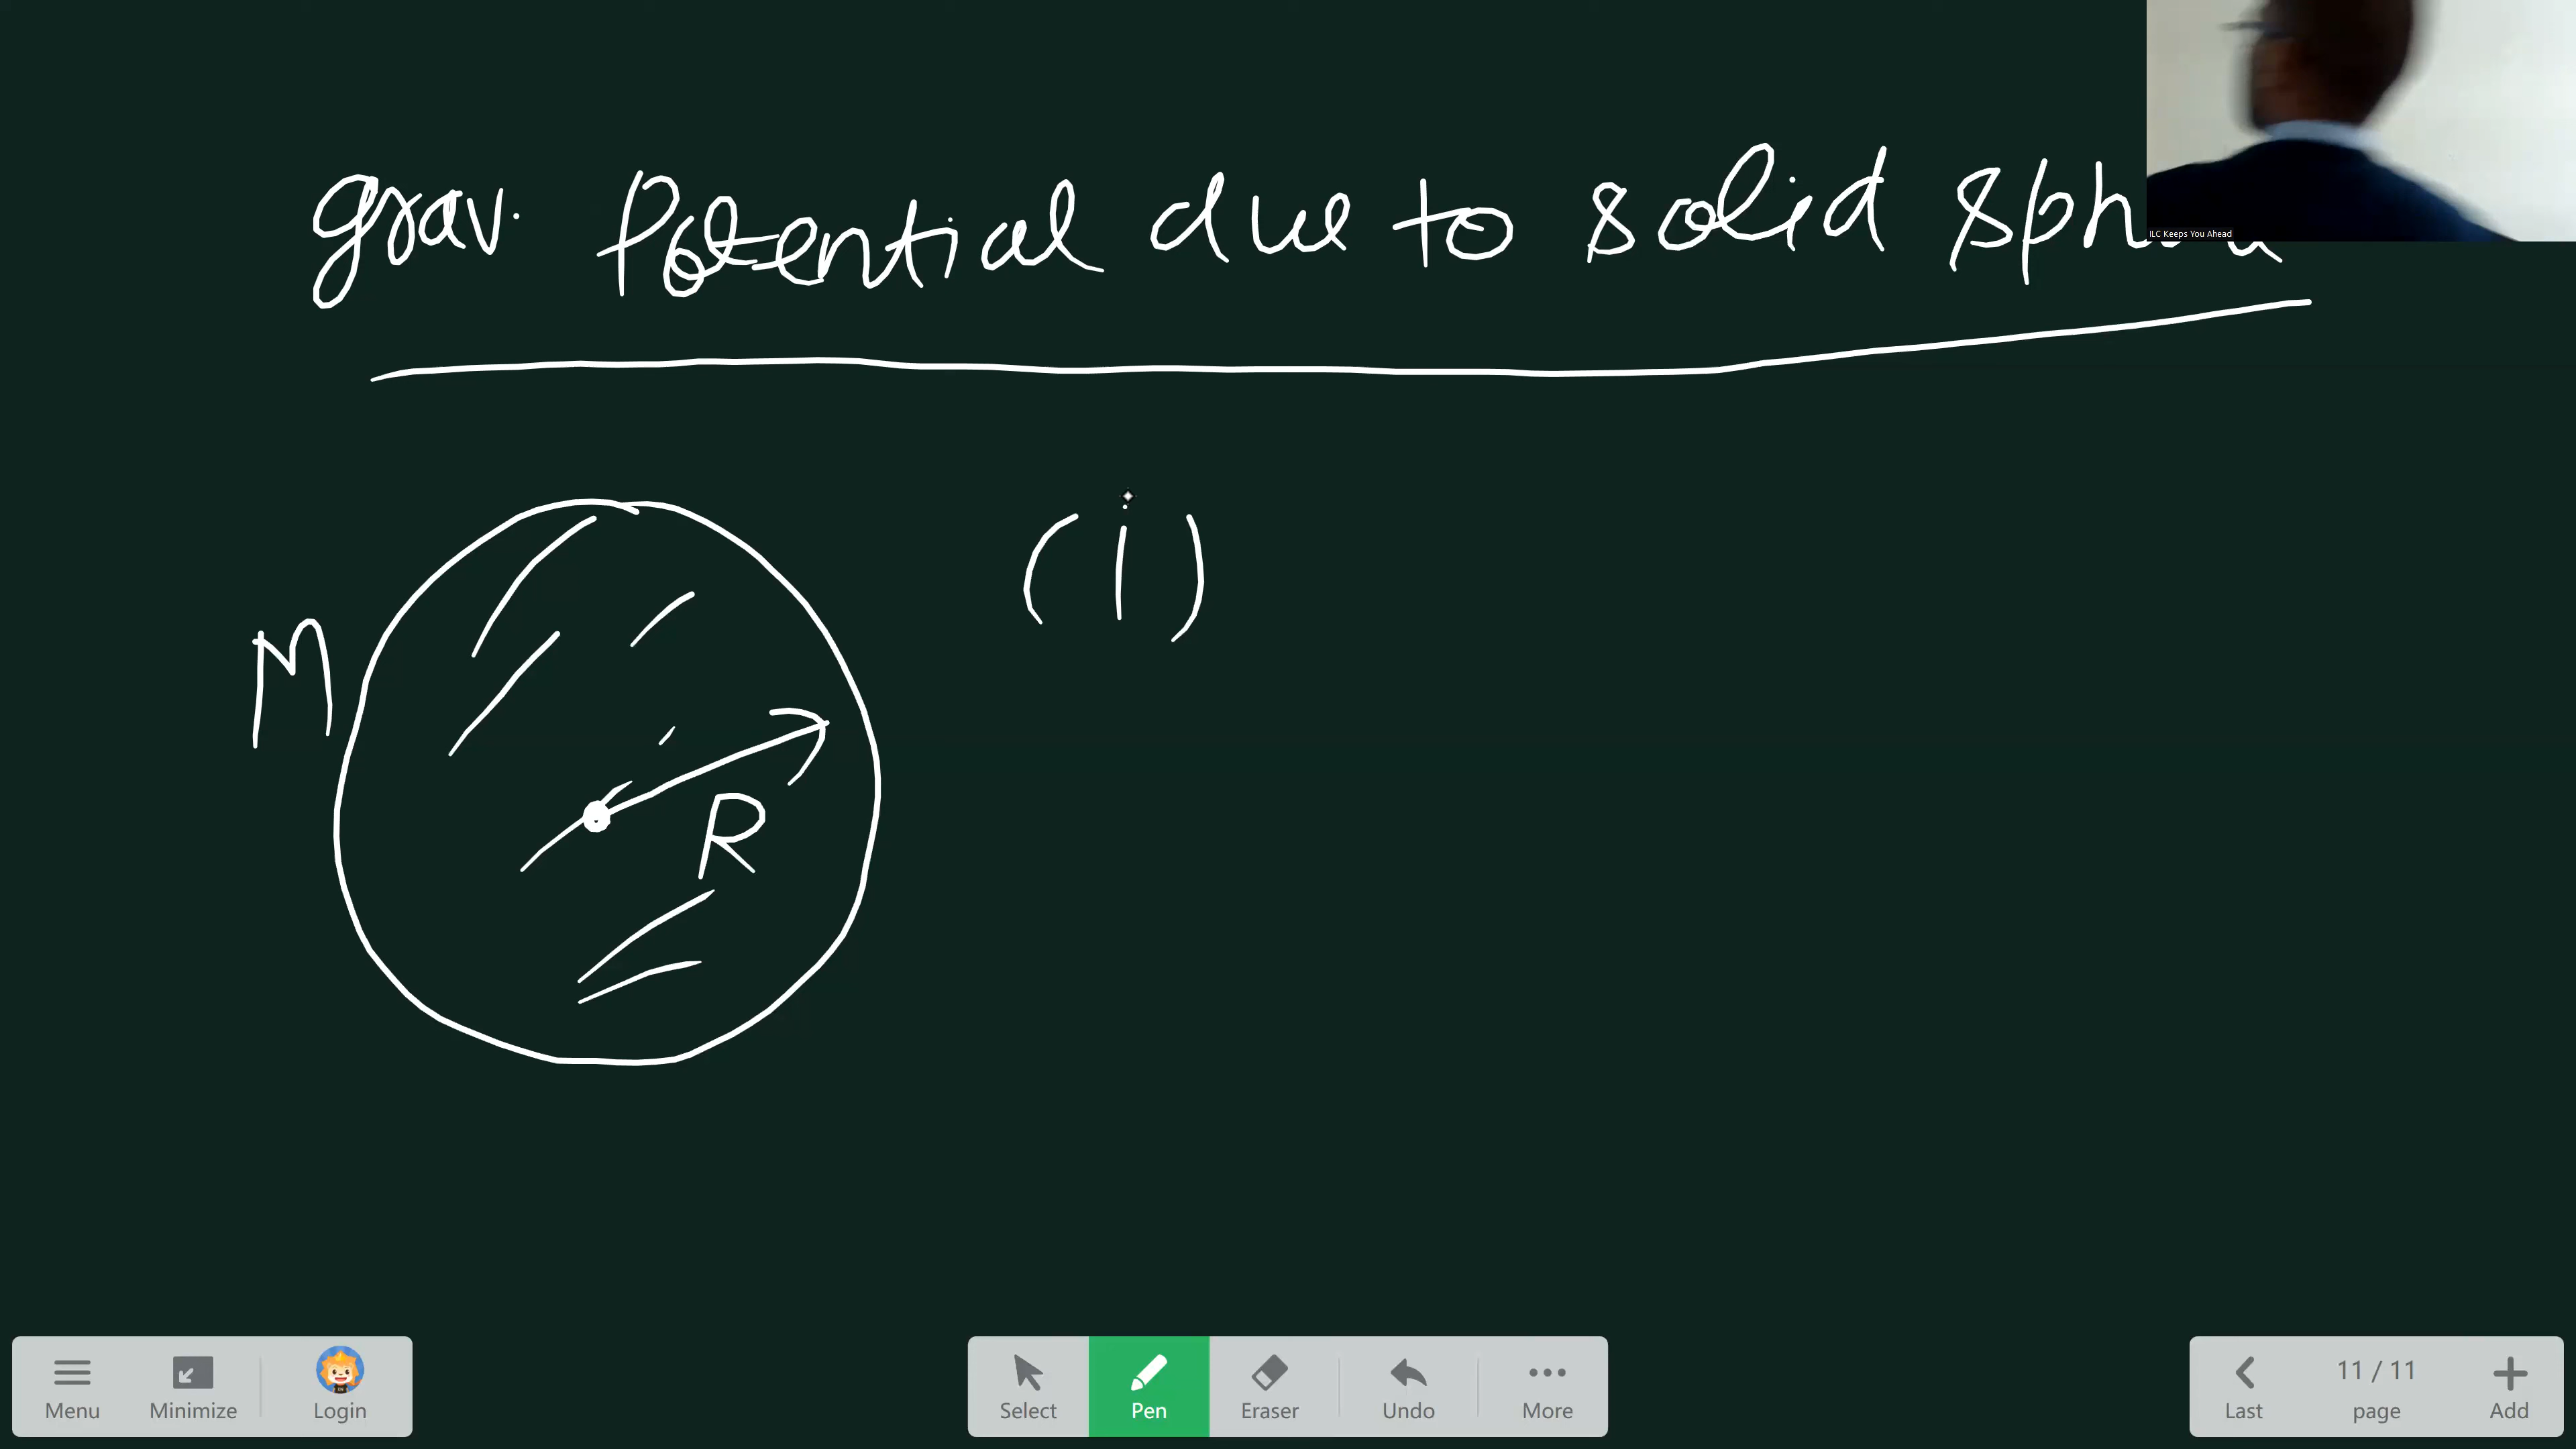 grav. Potential due to solid
ILC Keeps You Ahead
(i)
M
R
Menu Minimize Login Select Pen Eraser Undo More Last 11 / 11 page Add